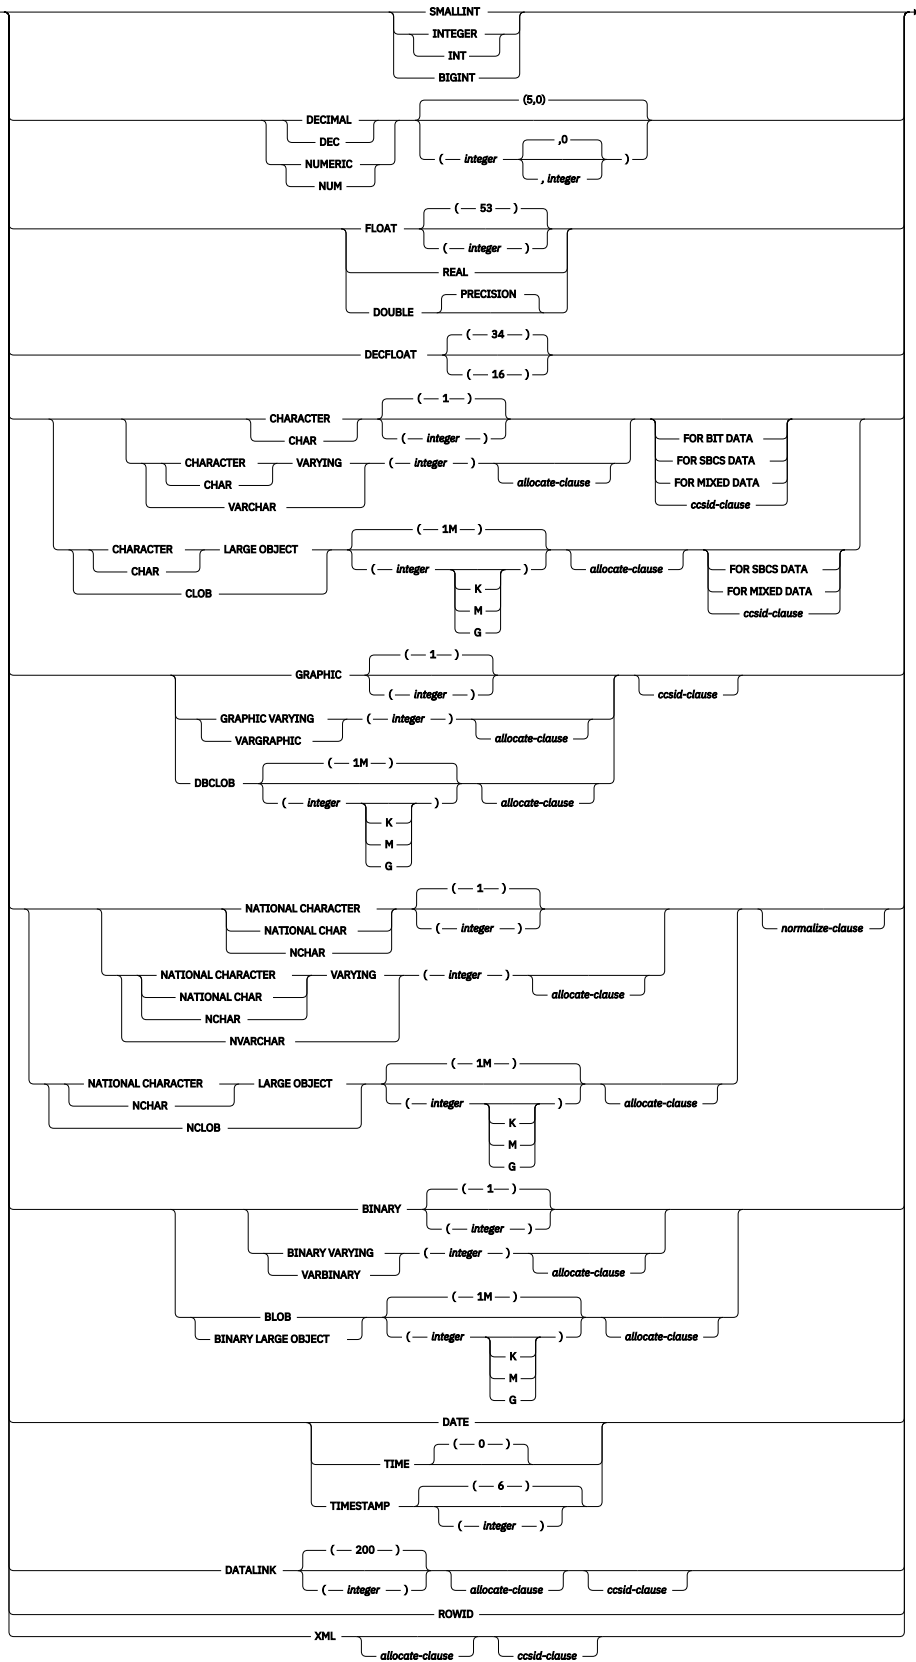 SMALLINT
INTEGER
INT
BIGINT
(5,0)
DECIMAL
DEC
,0
( integer )
NUMERIC
, integer
NUM
( 53 )
FLOAT
( integer )
REAL
PRECISION
DOUBLE
( 34 )
DECFLOAT
( 16 )
( 1 )
CHARACTER
CHAR ( integer ) FOR BIT DATA
CHARACTER VARYING ( integer ) FOR SBCS DATA
CHAR allocate-clause FOR MIXED DATA
VARCHAR ccsid-clause
( 1M )
CHARACTER LARGE OBJECT
CHAR ( integer ) allocate-clause FOR SBCS DATA
CLOB K FOR MIXED DATA
M ccsid-clause
G
( 1 )
GRAPHIC
( integer ) ccsid-clause
GRAPHIC VARYING ( integer )
VARGRAPHIC allocate-clause
( 1M )
DBCLOB
( integer ) allocate-clause
K
M
G
( 1 )
NATIONAL CHARACTER
NATIONAL CHAR ( integer ) normalize-clause
NCHAR
NATIONAL CHARACTER VARYING ( integer )
NATIONAL CHAR allocate-clause
NCHAR
NVARCHAR
( 1M )
NATIONAL CHARACTER LARGE OBJECT
NCHAR ( integer ) allocate-clause
NCLOB K
M
G
( 1 )
BINARY
( integer )
BINARY VARYING ( integer )
VARBINARY allocate-clause
( 1M )
BLOB
BINARY LARGE OBJECT ( integer ) allocate-clause
K
M
G
DATE
( 0 )
TIME
( 6 )
TIMESTAMP
( integer )
( 200 )
DATALINK
( integer ) allocate-clause ccsid-clause
ROWID
XML
allocate-clause ccsid-clause